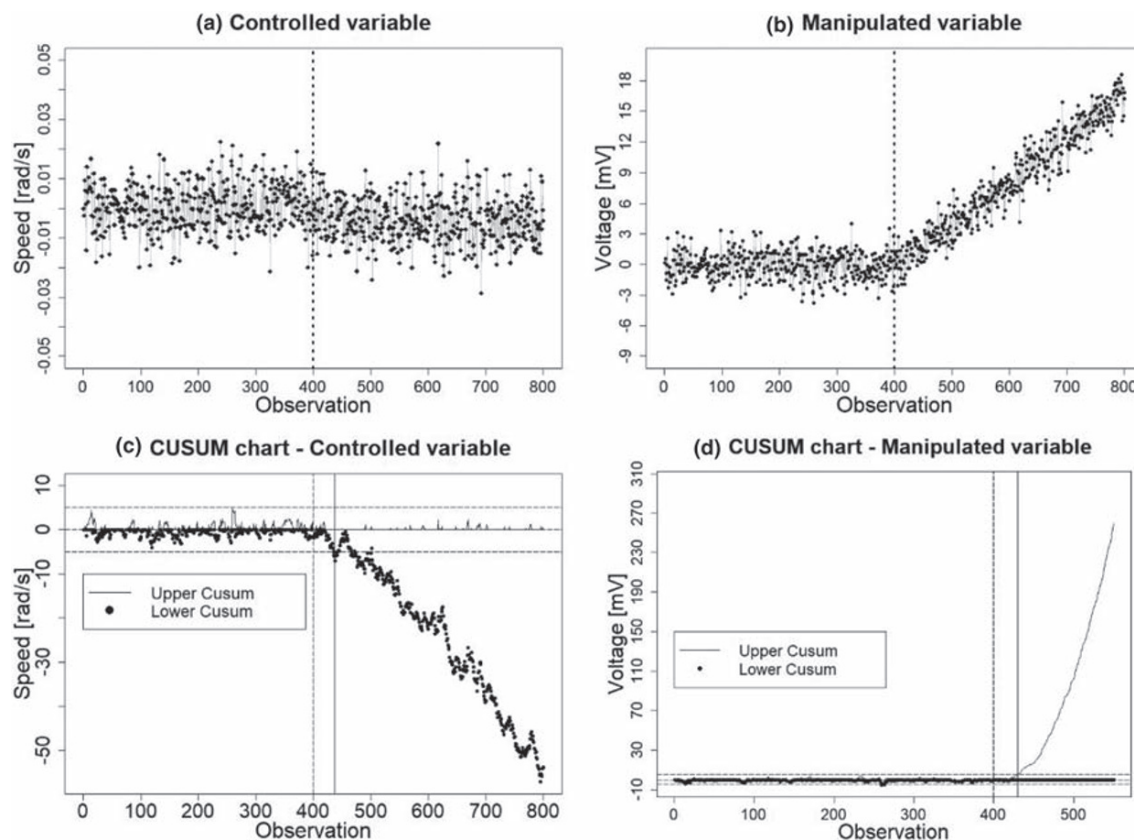 (a) Controlled variable
0.05
0.03
0.01
-0.01
-0.03
-0.05
Speed [rad/s]
0 100 200 300 400 500 600 700 800
Observation
(b) Manipulated variable
18
15
12
9
6
3
0
-3
-6
-9
Voltage [mV]
0 100 200 300 400 500 600 700 800
Observation
(c) CUSUM chart - Controlled variable
10
0
-10
-30
-50
Speed [rad/s]
Upper Cusum
Lower Cusum
0 100 200 300 400 500 600 700 800
Observation
(d) CUSUM chart - Manipulated variable
310
270
230
190
150
110
70
30
-10
Voltage [mV]
Upper Cusum
Lower Cusum
0 100 200 300 400 500
Observation